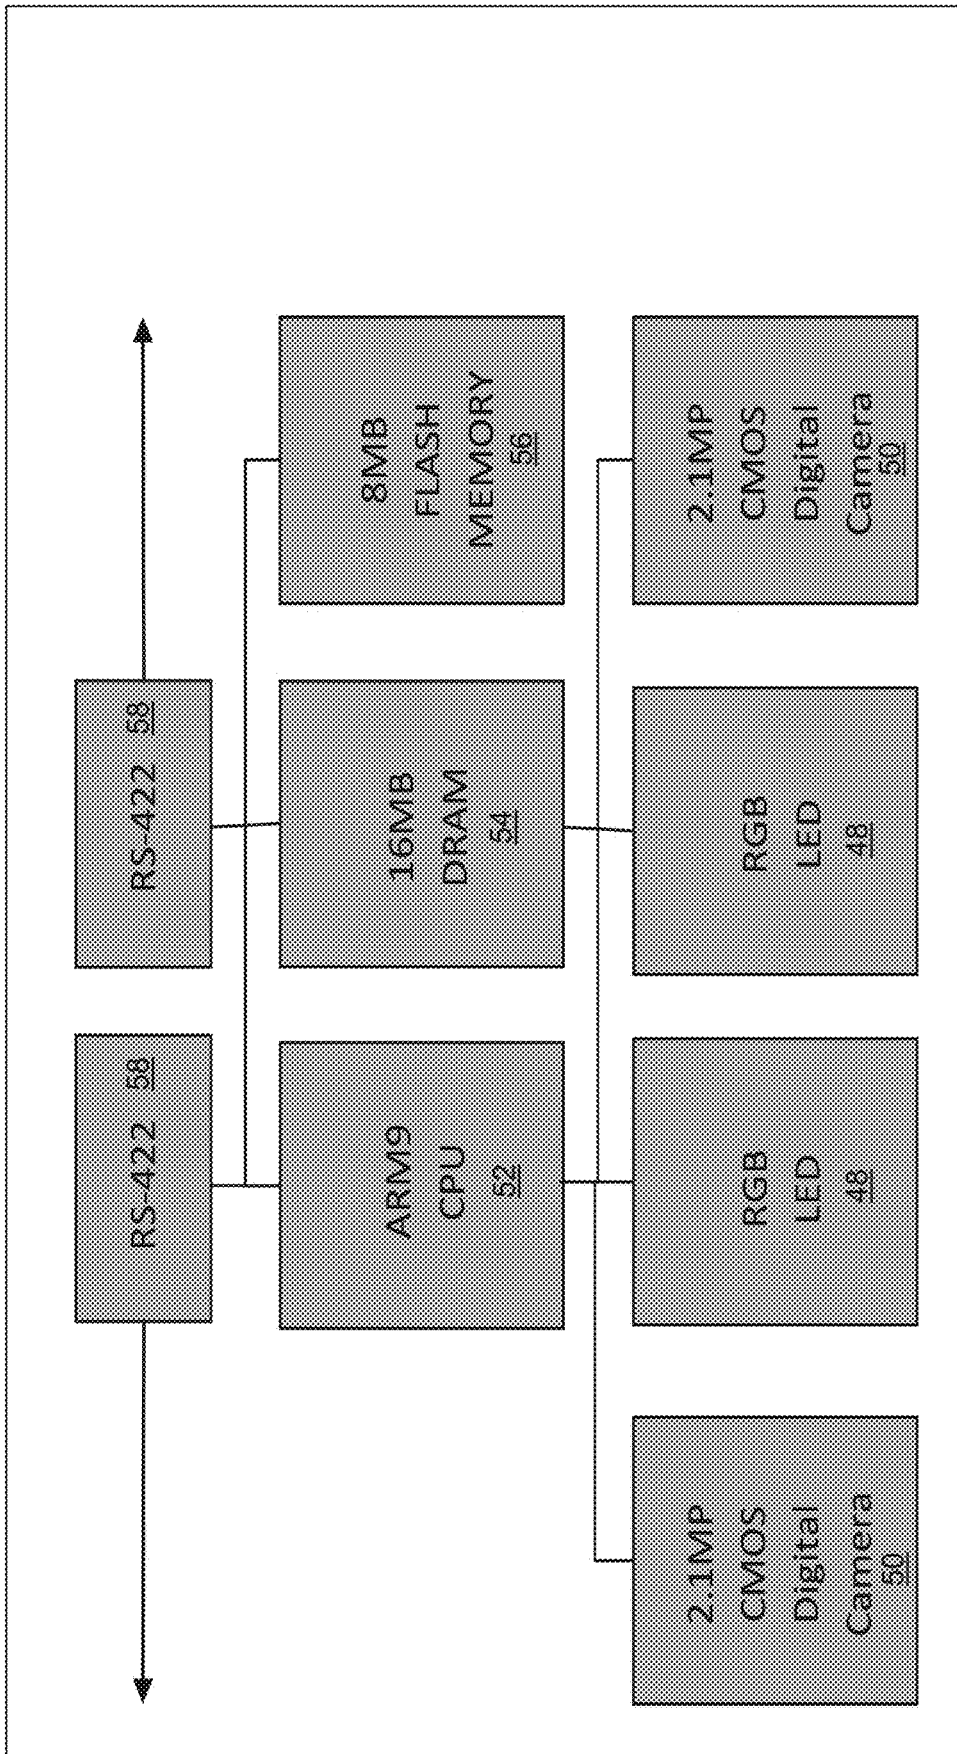 RS-422 58
RS-422 58
ARM9
CPU
52
16MB
DRAM
54
8MB
FLASH
MEMORY
56
2.1MP
CMOS
Digital
Camera
50
RGB
LED
48
RGB
LED
48
2.1MP
CMOS
Digital
Camera
50